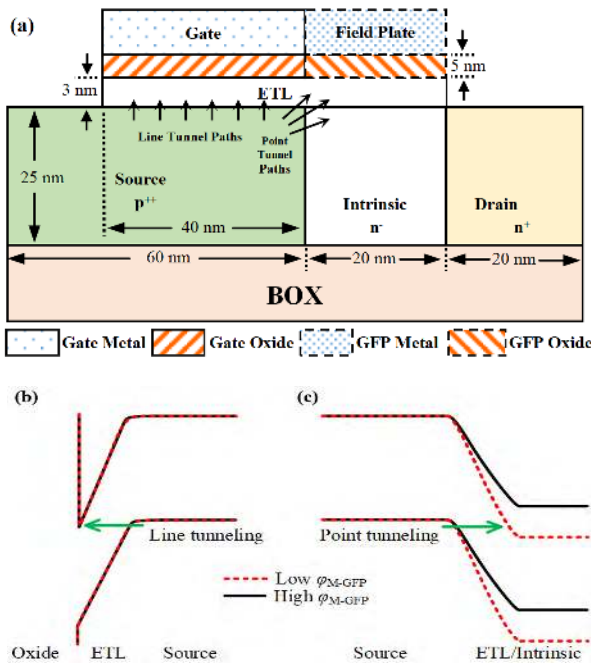 (a)
Gate
Field Plate
3 nm
5 nm
ETL
Line Tunnel Paths
Point
Tunnel
Paths
25 nm
Source
p++
Intrinsic
n-
Drain
n+
40 nm
60 nm
20 nm
20 nm
BOX
Gate Metal
Gate Oxide
GFP Metal
GFP Oxide
(b)
(c)
Line tunneling
Point tunneling
Low φM-GFP
High φM-GFP
Oxide
ETL
Source
Source
ETL/Intrinsic